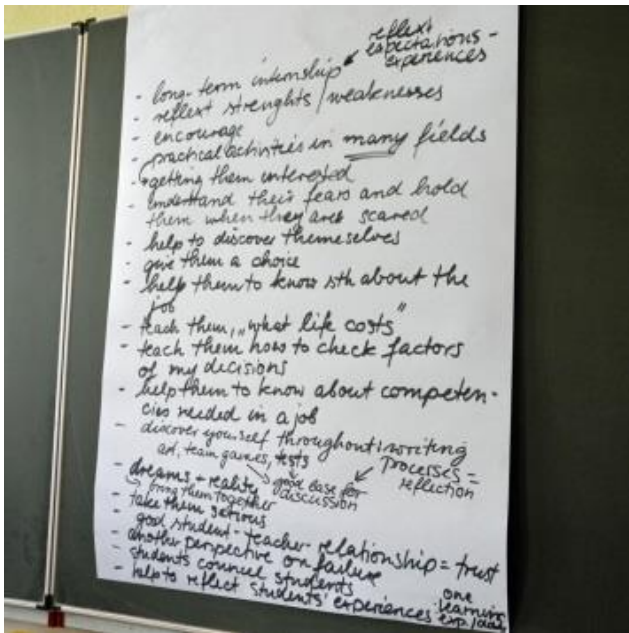 reflext
expectations -
experiences
- long-term internship
- reflext strenghts / weaknesses
- encourage
- practical activities in many fields
- getting them interested
- understand their fears and hold
them when they are scared
- help to discover themeselves
- give them a choice
- help them to know sth about the
job
- teach them „what life costs"
- teach them how to check factors
of my decisions
- help them to know about competen-
cies needed in a job
- discover yourself throughout: writing
art, team games, tests
processes =
reflection
good base for
discussion
- dreams + reality
bring them together
- take them serious
good student-teacher-relationship = trust
- another perspective on failure
- students councel students
- help to reflect students' experiences
one
learning
exp./day